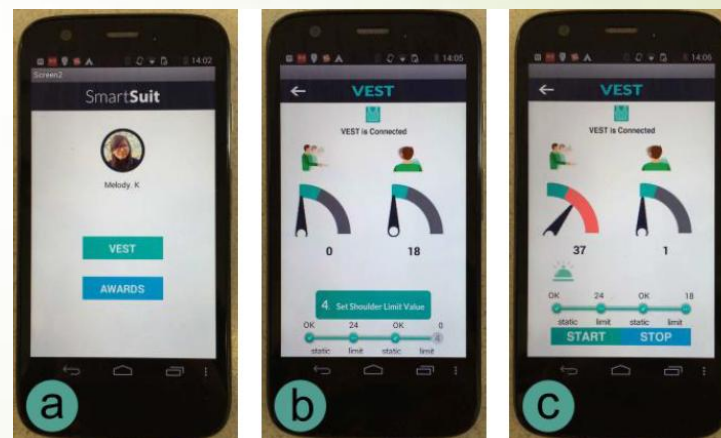 14:02
Screen2
SmartSuit
Melody. K
VEST
AWARDS
a
14:05
VEST
VEST is Connected
0 18
4. Set Shoulder Limit Value
OK 24 OK 0
4
static limit static limit
b
14:06
VEST
VEST is Connected
37 1
OK 24 OK 18
static limit static limit
START STOP
c